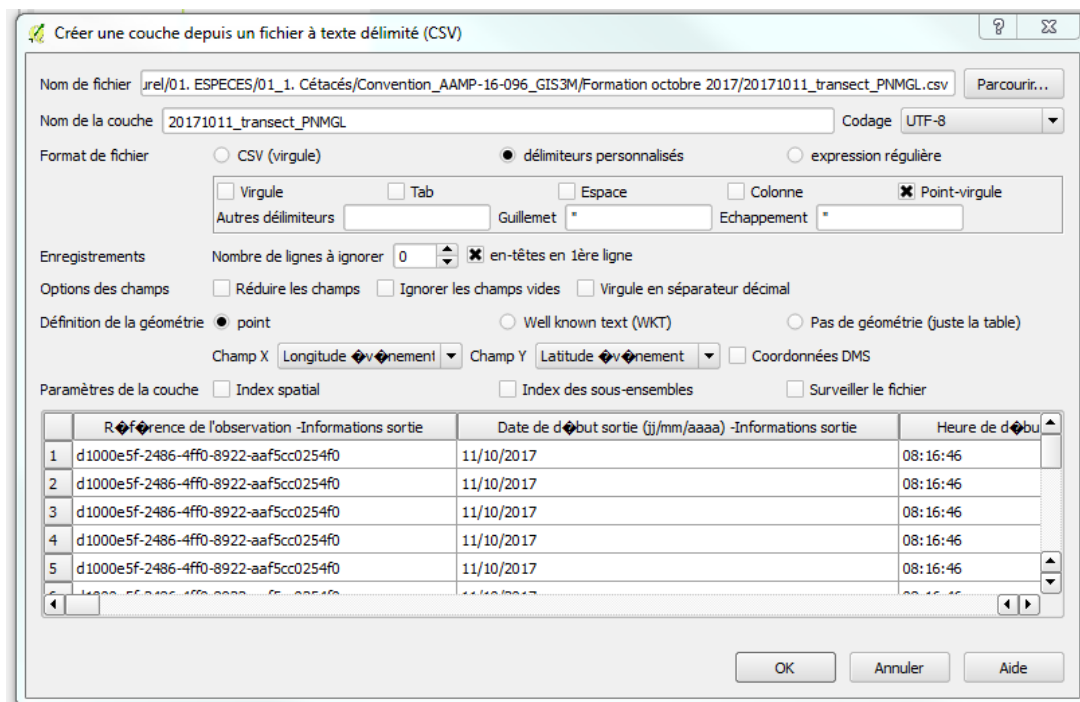 Créer une couche depuis un fichier à texte délimité (CSV)
Nom de fichier urel/01. ESPECES/01_1. Cétacés/Convention_AAMP-16-096_GIS3M/Formation octobre 2017/20171011_transect_PNMGL.csv Parcourir...
Nom de la couche 20171011_transect_PNMGL Codage UTF-8
Format de fichier CSV (virgule) délimiteurs personnalisés expression régulière
Virgule Tab Espace Colonne Point-virgule
Autres déilimiteurs Guillemet " Echappement "
Enregistrements Nombre de lignes à ignorer 0 en-têtes en 1ère ligne
Options des champs Réduire les champs Ignorer les champs vides Virgule en séparateur décimal
Définition de la géométrie point Well known text (WKT) Pas de géométrie (juste la table)
Champ X Longitude �v�nement Champ Y Latitude �v�nement Coordonnées DMS
Paramètres de la couche Index spatial Index des sous-ensembles Surveiller le fichier
R�f�rence de l'observation -Informations sortie Date de d�but sortie (jj/mm/aaaa) -Informations sortie Heure de d�bu
1 d1000e5f-2486-4ff0-8922-aaf5cc0254f0 11/10/2017 08:16:46
2 d1000e5f-2486-4ff0-8922-aaf5cc0254f0 11/10/2017 08:16:46
3 d1000e5f-2486-4ff0-8922-aaf5cc0254f0 11/10/2017 08:16:46
4 d1000e5f-2486-4ff0-8922-aaf5cc0254f0 11/10/2017 08:16:46
5 d1000e5f-2486-4ff0-8922-aaf5cc0254f0 11/10/2017 08:16:46
OK Annuler Aide